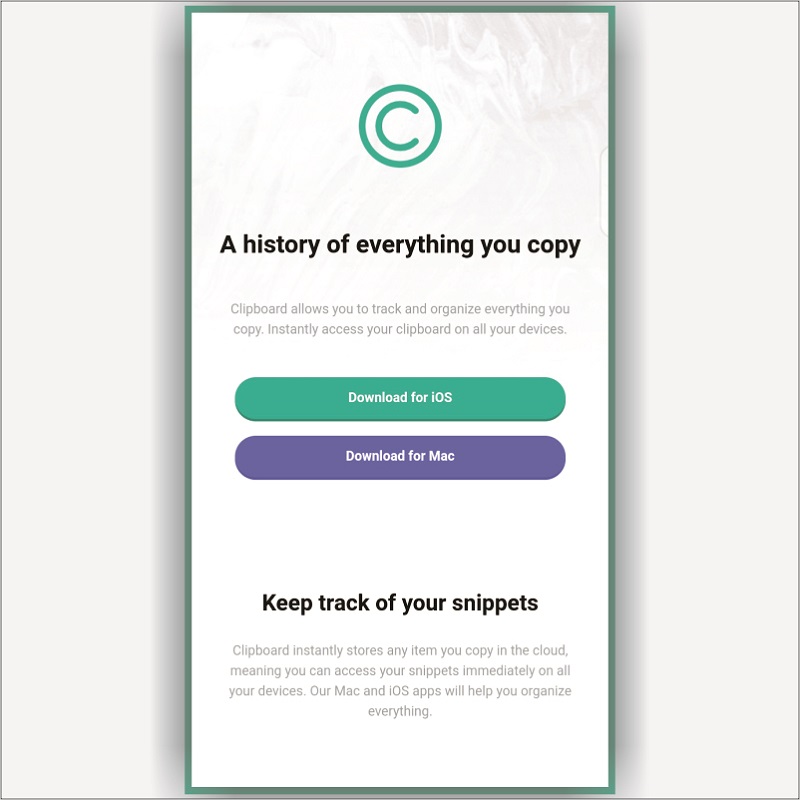 A history of everything you copy
Clipboard allows you to track and organize everything you
copy. Instantly access your clipboard on all your devices.
Download for iOS
Download for Mac
Keep track of your snippets
Clipboard instantly stores any item you copy in the cloud,
meaning you can access your snippets immediately on all
your devices. Our Mac and iOS apps will help you organize
everything.